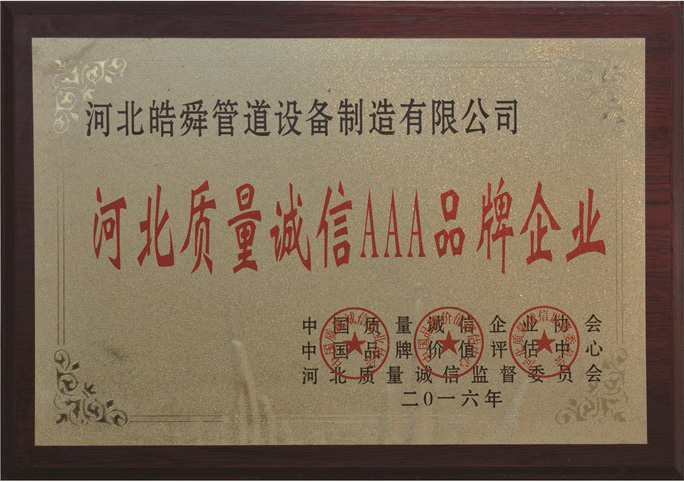 河北皓舜管道设备制造有限公司
河北质量诚信AAA品牌企业
中国质量诚信企业协会
中国品牌价值评估中心
河北质量诚信监督委员会
二0一六年